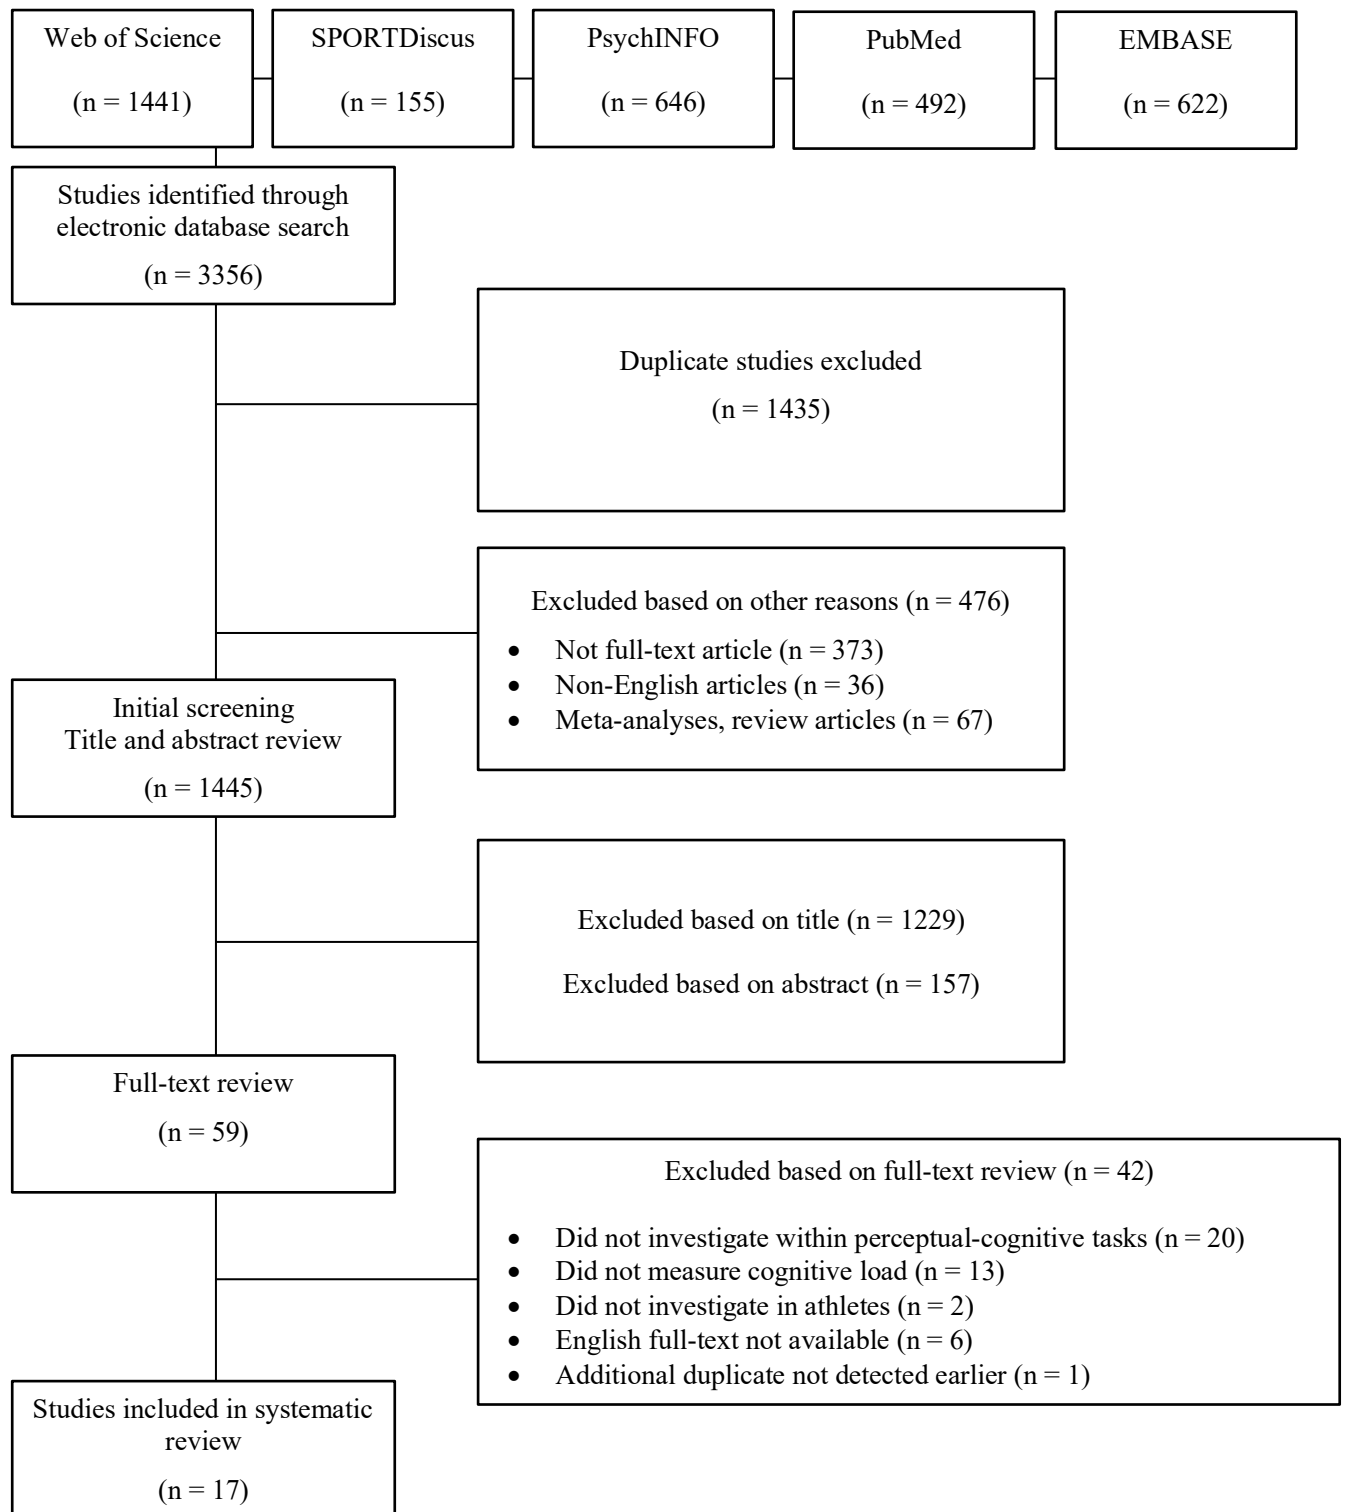 Web of Science
(n = 1441)
SPORTDiscus
(n = 155)
PsychINFO
(n = 646)
PubMed
(n = 492)
EMBASE
(n = 622)
Studies identified through
electronic database search
(n = 3356)
Duplicate studies excluded
(n = 1435)
Excluded based on other reasons (n = 476)
• Not full-text article (n = 373)
• Non-English articles (n = 36)
• Meta-analyses, review articles (n = 67)
Initial screening
Title and abstract review
(n = 1445)
Excluded based on title (n = 1229)
Excluded based on abstract (n = 157)
Full-text review
(n = 59)
Excluded based on full-text review (n = 42)
• Did not investigate within perceptual-cognitive tasks (n = 20)
• Did not measure cognitive load (n = 13)
• Did not investigate in athletes (n = 2)
• English full-text not available (n = 6)
• Additional duplicate not detected earlier (n = 1)
Studies included in systematic
review
(n = 17)